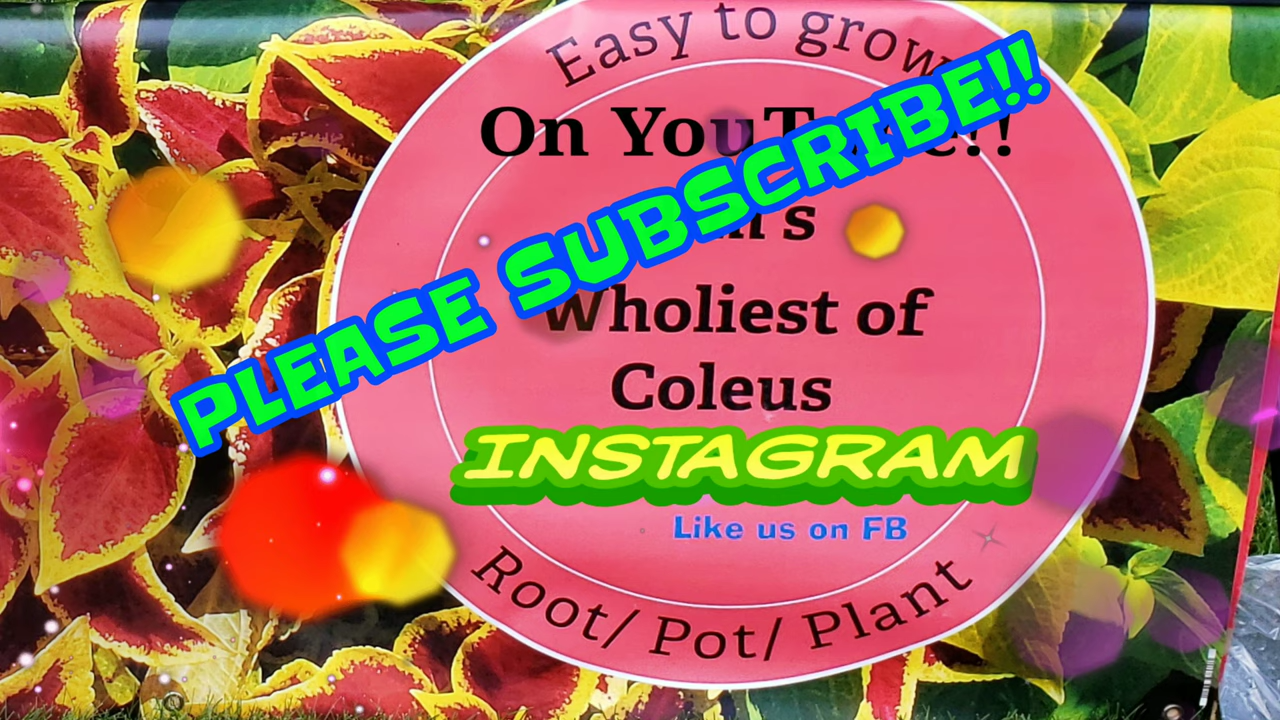 Easy to grow
On YouT
PLEASE SUBSCRIBE!!
Wholiest of
Coleus
INSTAGRAM
Like us on FB
Root/ Pot/ Plant